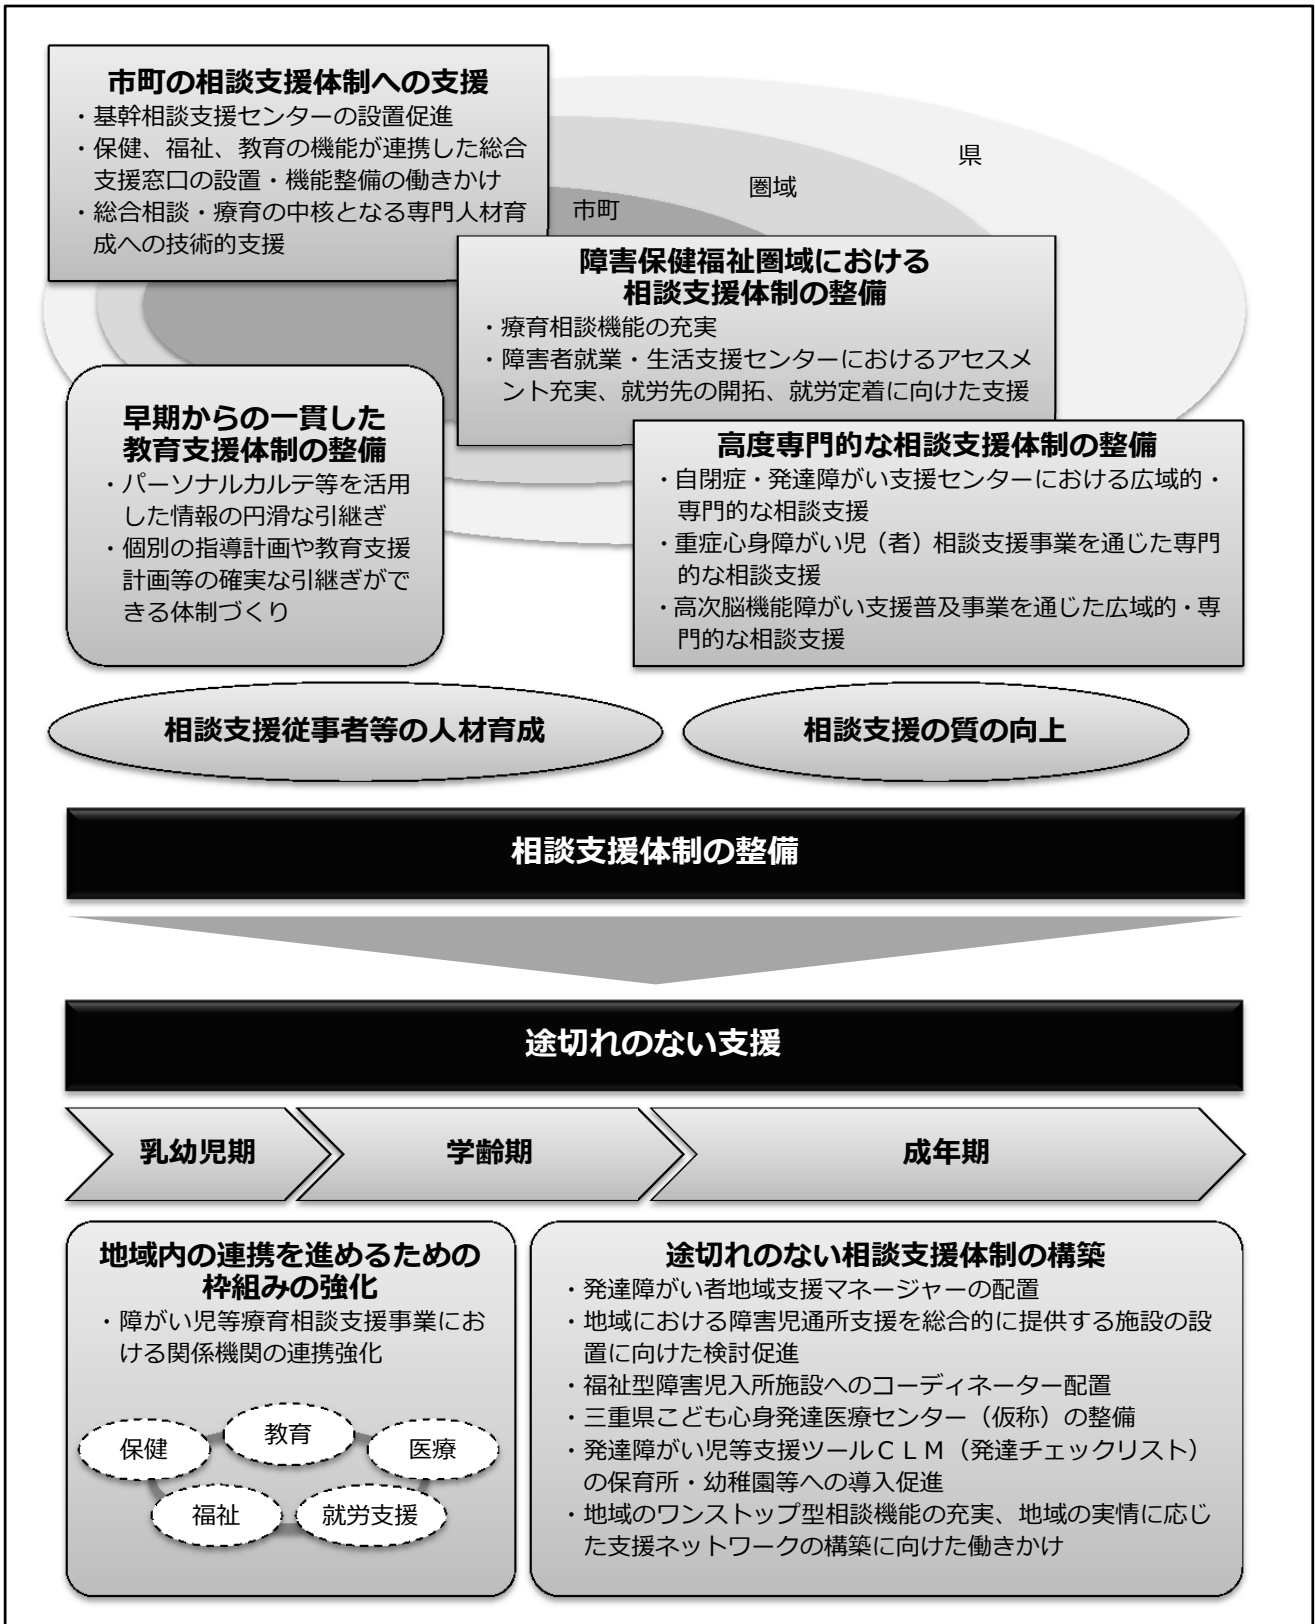 市町の相談支援体制への支援
・基幹相談支援センターの設置促進
・保健、福祉、教育の機能が連携した総合
支援窓口の設置・機能整備の働きかけ
・総合相談・療育の中核となる専門人材育
成への技術的支援
県
圏域
市町
障害保健福祉圏域における
相談支援体制の整備
・療育相談機能の充実
・障害者就業・生活支援センターにおけるアセスメ
ント充実、就労先の開拓、就労定着に向けた支援
早期からの一貫した
教育支援体制の整備
・パーソナルカルテ等を活用
した情報の円滑な引継ぎ
・個別の指導計画や教育支援
計画等の確実な引継ぎがで
きる体制づくり
高度専門的な相談支援体制の整備
・自閉症・発達障がい支援センターにおける広域的・
専門的な相談支援
・重症心身障がい児（者）相談支援事業を通じた専門
的な相談支援
・高次脳機能障がい支援普及事業を通じた広域的・専
門的な相談支援
相談支援従事者等の人材育成
相談支援の質の向上
相談支援体制の整備
途切れのない支援
乳幼児期
学齢期
成年期
地域内の連携を進めるための
枠組みの強化
・障がい児等療育相談支援事業にお
ける関係機関の連携強化
保健
教育
医療
福祉
就労支援
途切れのない相談支援体制の構築
・発達障がい者地域支援マネージャーの配置
・地域における障害児通所支援を総合的に提供する施設の設
置に向けた検討促進
・福祉型障害児入所施設へのコーディネーター配置
・三重県こども心身発達医療センター（仮称）の整備
・発達障がい児等支援ツールＣＬＭ（発達チェックリスト）
の保育所・幼稚園等への導入促進
・地域のワンストップ型相談機能の充実、地域の実情に応じ
た支援ネットワークの構築に向けた働きかけ